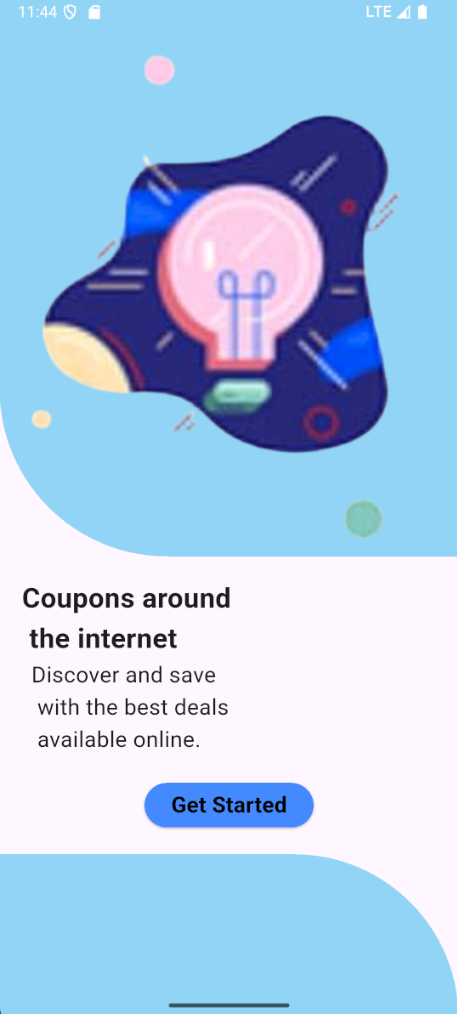 11:44 LTE
Coupons around
the internet
Discover and save
with the best deals
available online.
Get Started